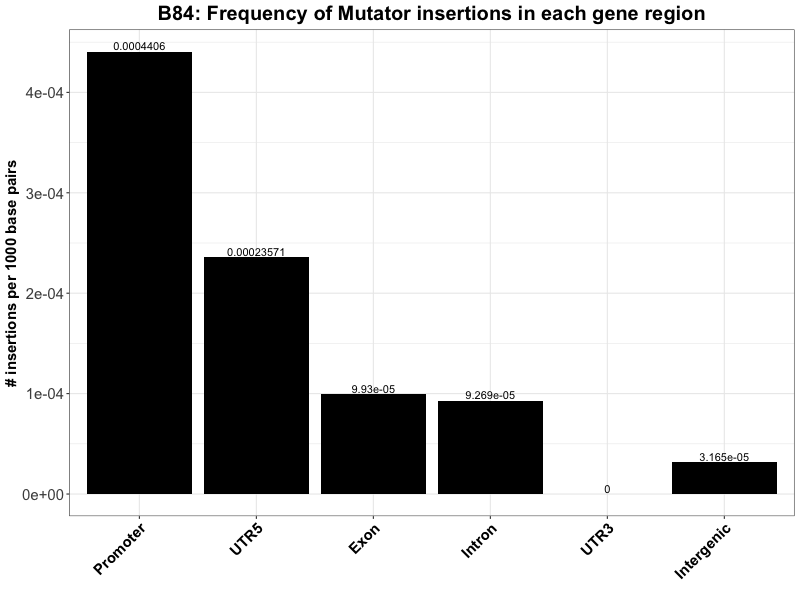 B84: Frequency of Mutator insertions in each gene region
# insertions per 1000 base pairs
4e-04
3e-04
2e-04
1e-04
0e+00
0.0004406
0.00023571
9.93e-05
9.269e-05
0
3.165e-05
Promoter
UTR5
Exon
Intron
UTR3
Intergenic